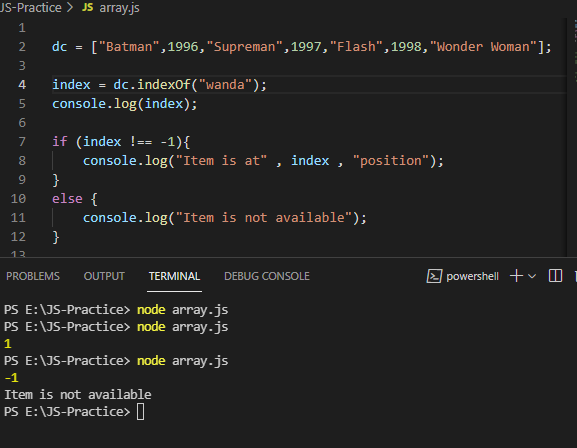 JS-Practice > JS array.js
1
2 dc = ["Batman",1996,"Supreman",1997,"Flash",1998,"Wonder Woman"];
3
4 index = dc.indexOf("wanda");
5 console.log(index);
6
7 if (index !== -1){
8 console.log("Item is at" , index , "position");
9 }
10 else {
11 console.log("Item is not available");
12 }
13
PROBLEMS OUTPUT TERMINAL DEBUG CONSOLE powershell
PS E:\JS-Practice> node array.js
PS E:\JS-Practice> node array.js
1
PS E:\JS-Practice> node array.js
-1
Item is not available
PS E:\JS-Practice>